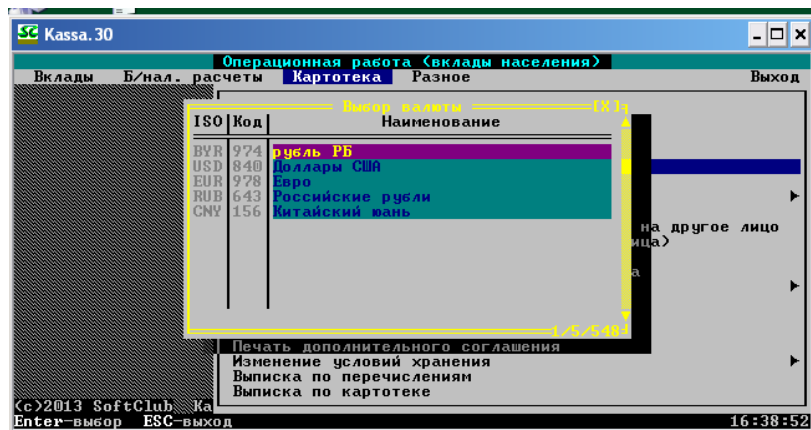 Kassa.30
Операционная работа (вклады населения)
Вклады Б/нал. расчеты Картотека Разное Выход
Выбор валюты [X]
ISO Код Наименование
BYR 974 рубль РБ
USD 840 Доллары США
EUR 978 Евро
RUB 643 Российские рубли
CNY 156 Китайский юань
на другое лицо
ица)
а
1/5/548
Печать дополнительного соглашения
Изменение условий хранения
Выписка по перечислениям
Выписка по картотеке
(c)2013 SoftClub Ка
Enter-выбор ESC-выход 16:38:52